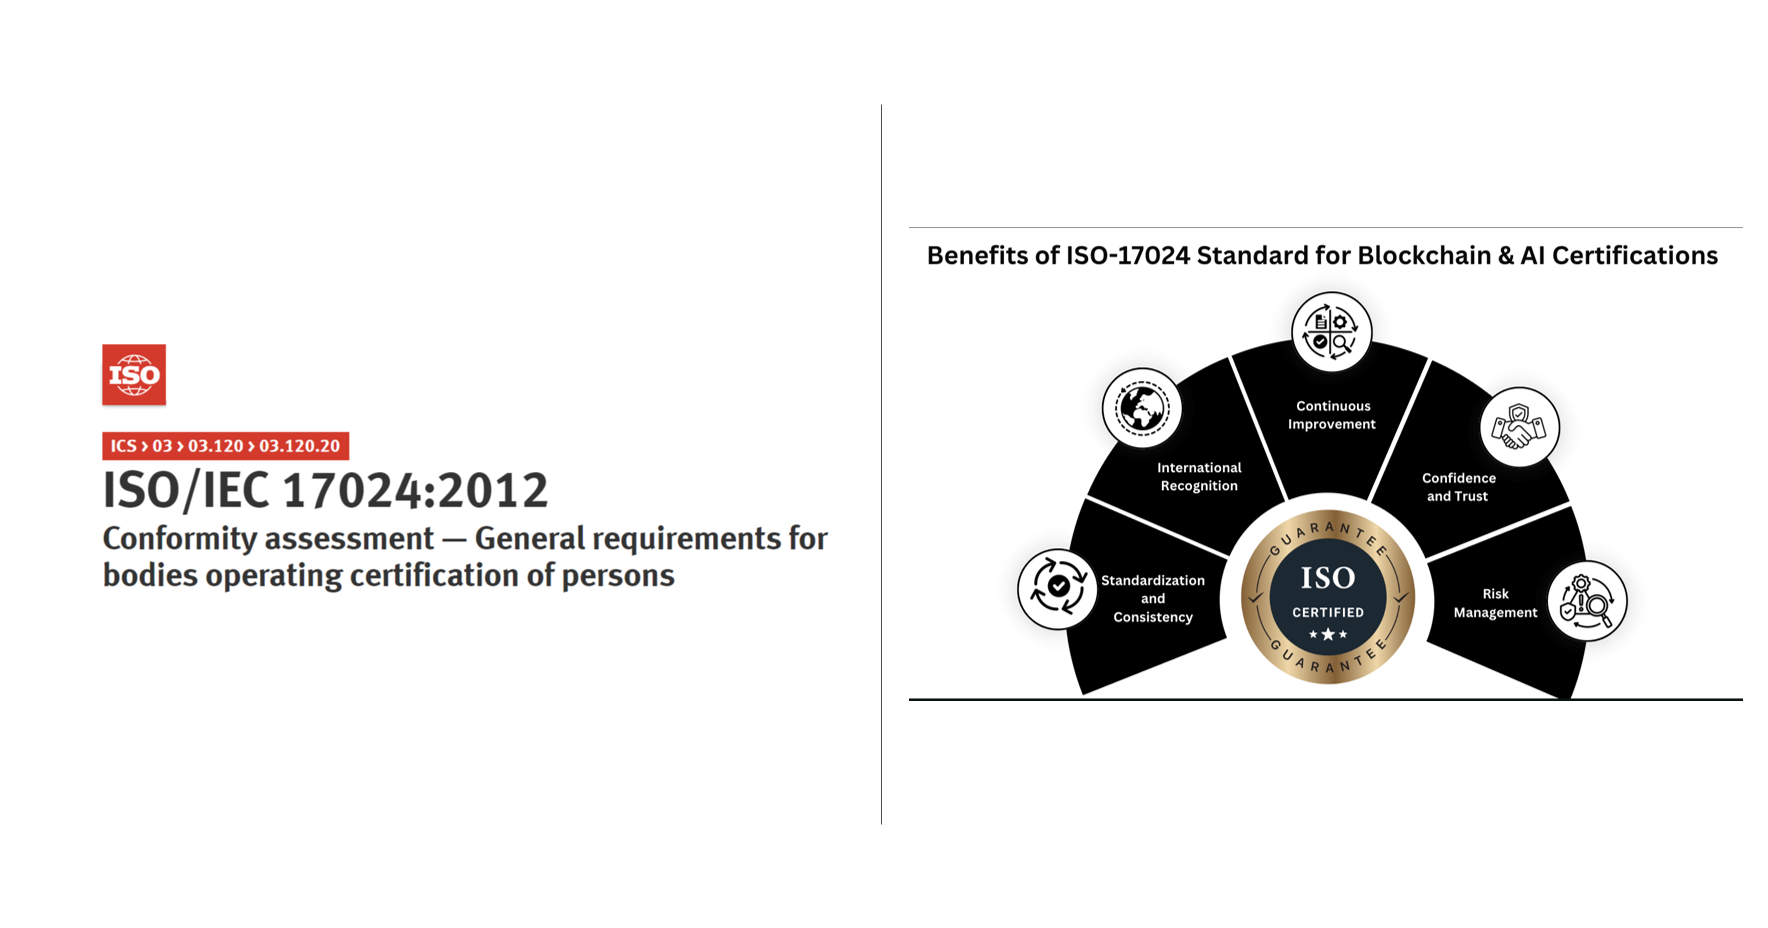 ISO
ICS › 03 › 03.120 › 03.120.20
ISO/IEC 17024:2012
Conformity assessment — General requirements for
bodies operating certification of persons
Benefits of ISO-17024 Standard for Blockchain & AI Certifications
Standardization
and
Consistency
International
Recognition
Continuous
Improvement
Confidence
and Trust
Risk
Management
GUARANTEE
ISO
CERTIFIED
GUARANTEE